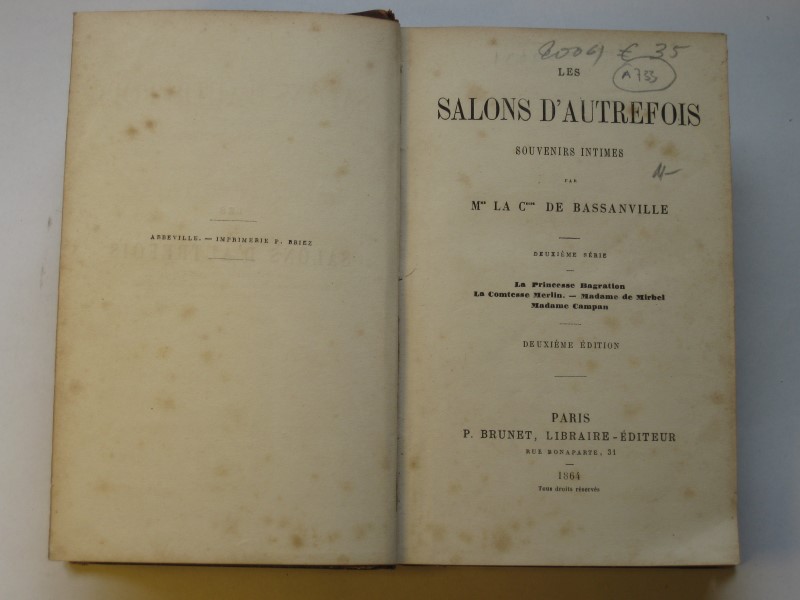 ABBEVILLE. — IMPRIMERIE P. BRIEZ
€ 35
LES
SALONS D'AUTREFOIS
SOUVENIRS INTIMES
PAR
Mme LA Csse DE BASSANVILLE
DEUXIÈME SÉRIE
La Princesse Bagration
La Comtesse Merlin. — Madame de Mirbel
Madame Campan
DEUXIÈME ÉDITION
PARIS
P. BRUNET, LIBRAIRE-ÉDITEUR
RUE BONAPARTE, 31
1864
Tous droits réservés